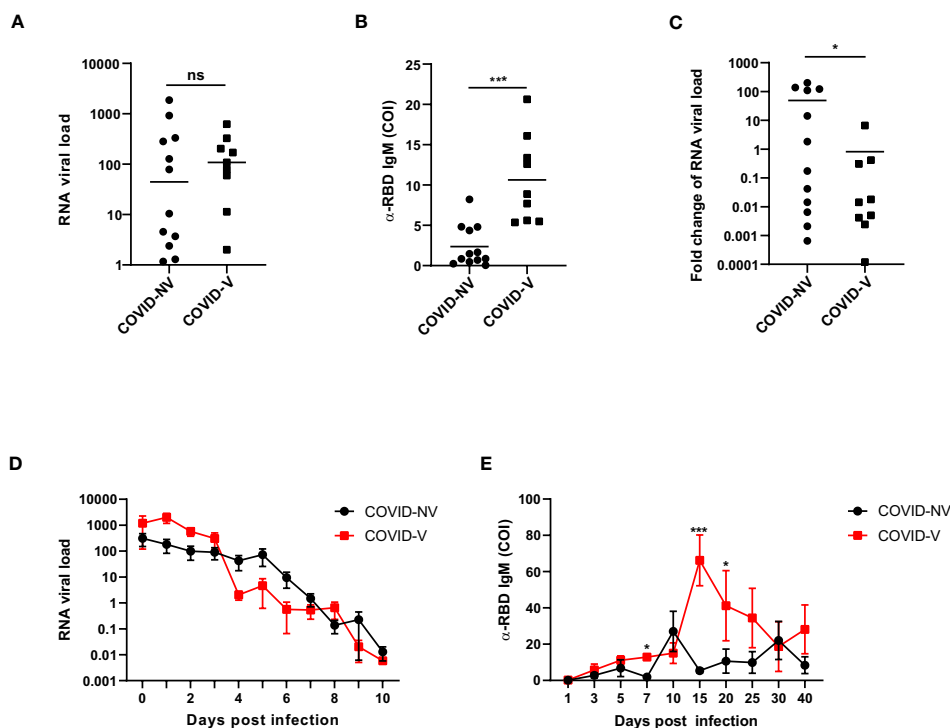 A
B
C
ns
***
*
10000
1000
100
10
1
RNA viral load
COVID-NV
COVID-V
25
20
15
10
5
0
α-RBD IgM (COI)
COVID-NV
COVID-V
1000
100
10
1
0.1
0.01
0.001
0.0001
Fold change of RNA viral load
COVID-NV
COVID-V
D
E
10000
1000
100
10
1
0.1
0.01
0.001
RNA viral load
COVID-NV
COVID-V
0 2 4 6 8 10
Days post infection
100
80
60
40
20
0
α-RBD IgM (COI)
*
***
*
COVID-NV
COVID-V
1 3 5 7 10 15 20 25 30 40
Days post infection